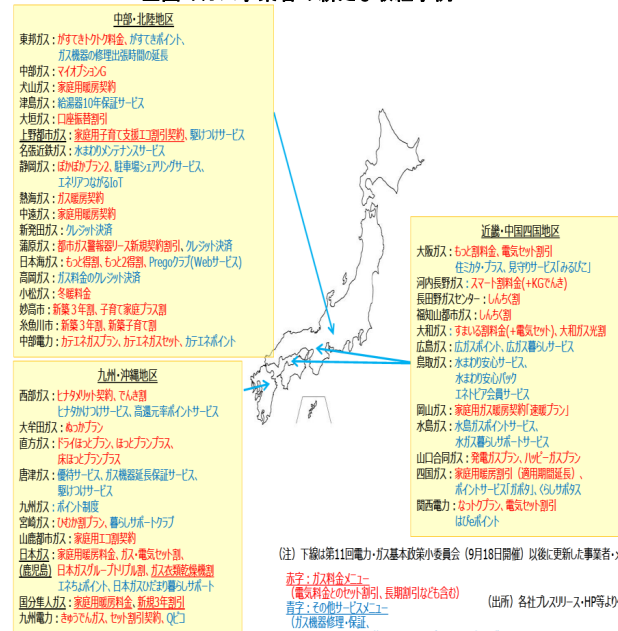 中部・北陸地区
東邦ガス：がすてきトクトク料金、がすてきポイント、
ガス機器の修理出張時間の延長
中部ガス：マイオプションG
犬山ガス：家庭用暖房契約
津島ガス：給湯器10年保証サービス
大垣ガス：口座振替割引
上野都市ガス：家庭用子育て支援エコ割引契約、駆けつけサービス
名張近鉄ガス：水まわりメンテナンスサービス
静岡ガス：ぽかぽかプラン2、駐車場シェアリングサービス、
エネリアつながるIoT
熱海ガス：ガス暖房契約
中遠ガス：家庭用暖房契約
新発田ガス：クレジット決済
蒲原ガス：都市ガス警報器リース新規契約割引、クレジット決済
日本海ガス：もっと得割、もっと2得割、Pregoクラブ(Webサービス)
高岡ガス：ガス料金のクレジット決済
小松ガス：冬暖料金
妙高市：新築３年割、子育て家庭プラス割
糸魚川市：新築３年割、新築子育て割
中部電力：カテエネガスプラン、カテエネガスセット、カテエネポイント
九州・沖縄地区
西部ガス：ヒナタメリット契約、でんき割
ヒナタかけつけサービス、高還元率ポイントサービス
大牟田ガス：ぬっかプラン
直方ガス：ドライほっとプラン、ほっとプランプラス、
床ほっとプランプラス
唐津ガス：優待サービス、ガス機器延長保証サービス、
駆けつけサービス
九州ガス：ポイント制度
宮崎ガス：ひむか割プラン、暮らしサポートクラブ
山鹿都市ガス：家庭用エコ割契約
日本ガス：家庭用暖房料金、ガス・電気セット割、
(鹿児島) 日本ガスグループトリプル割、ガス衣類乾燥機割
エネちょポイント、日本ガスひだまり暮らしサポート
国分隼人ガス：家庭用暖房料金、新規3年割引
九州電力：きゅうでんガス、セット割引契約、Qピコ
近畿・中国四国地区
大阪ガス：もっと割料金、電気セット割引
住ミカタ・プラス、見守りサービス「みるぴこ」
河内長野ガス：スマート割料金(+KGでんき)
長田野ガスセンター：しんちく割
福知山都市ガス：しんちく割
大和ガス：すまいる割料金(+電気セット)、大和ガス光割
広島ガス：広ガスポイント、広ガス暮らしサービス
鳥取ガス：水まわり安心サービス、
水まわり安心パック
エネトピア会員サービス
岡山ガス：家庭用ガス暖房契約「速暖プラン」
水島ガス：水島ガスポイントサービス、
水ガス暮らしサポートサービス
山口合同ガス：発電ガスプラン、ハッピーガスプラン
四国ガス：家庭用暖房割引（適用期間延長）、
ポイントサービス「ガポタ」、くらしサポタス
関西電力：なっトクプラン、電気セット割引
はぴeポイント
（注）下線は第11回電力・ガス基本政策小委員会（9月18日開催）以後に更新した事業者・
赤字：ガス料金メニュー
（電気料金とのセット割引、長期割引なども含む）
青字：その他サービスメニュー
（ガス機器修理・保証、
（出所）各社プレスリリース・HP等より